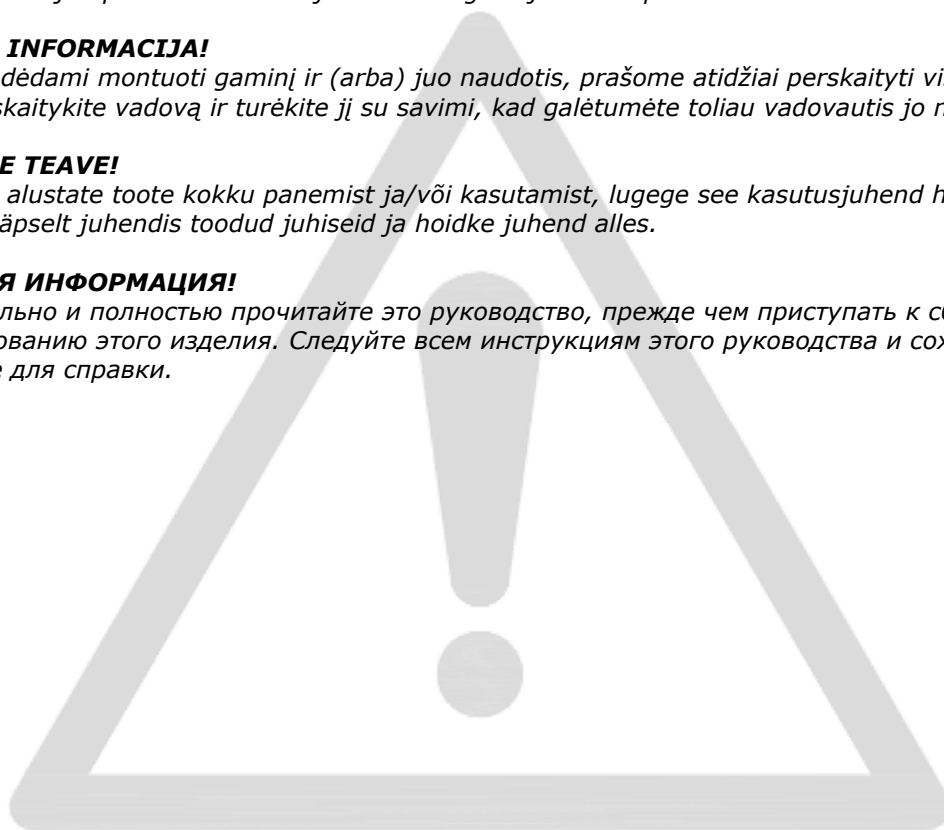 INFORMACIJA!
dėdami montuoti gaminį ir (arba) juo naudotis, prašome atidžiai perskaityti vis
skaitykite vadovą ir turėkite jį su savimi, kad galėtumėte toliau vadovautis jo n
E TEAVE!
alustate toote kokku panemist ja/või kasutamist, lugege see kasutusjuhend h
äpselt juhendis toodud juhiseid ja hoidke juhend alles.
Я ИНФОРМАЦИЯ!
льно и полностью прочитайте это руководство, прежде чем приступать к сб
ованию этого изделия. Следуйте всем инструкциям этого руководства и сох
е для справки.